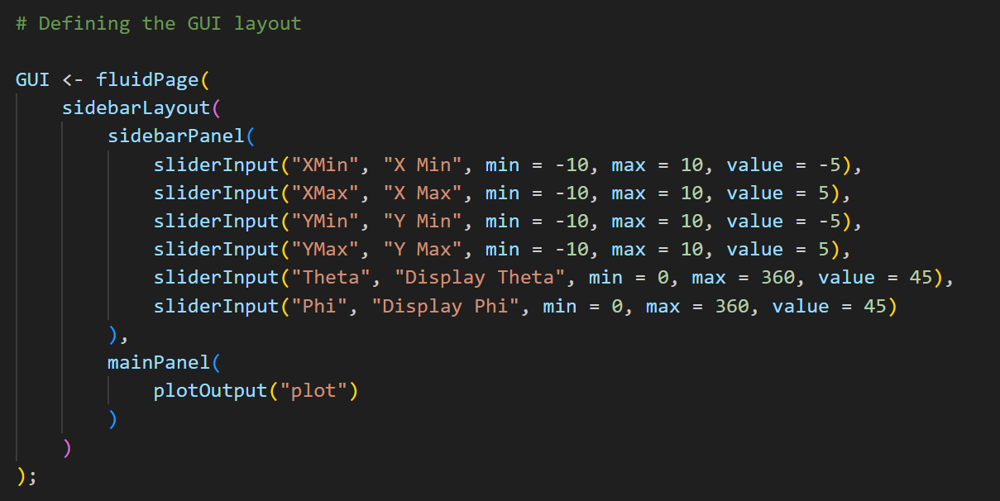 # Defining the GUI layout
GUI <- fluidPage(
sidebarLayout(
sidebarPanel(
sliderInput("XMin", "X Min", min = -10, max = 10, value = -5),
sliderInput("XMax", "X Max", min = -10, max = 10, value = 5),
sliderInput("YMin", "Y Min", min = -10, max = 10, value = -5),
sliderInput("YMax", "Y Max", min = -10, max = 10, value = 5),
sliderInput("Theta", "Display Theta", min = 0, max = 360, value = 45),
sliderInput("Phi", "Display Phi", min = 0, max = 360, value = 45)
),
mainPanel(
plotOutput("plot")
)
)
);